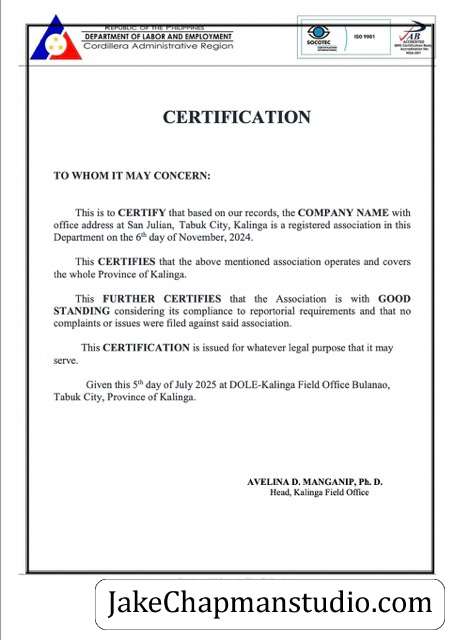 REPUBLIC OF THE PHILIPPINES
DEPARTMENT OF LABOR AND EMPLOYMENT
Cordillera Administrative Region
SOCOTEC
ISO 9001
PAB
ACCREDITED
CERTIFICATION
TO WHOM IT MAY CONCERN:
This is to CERTIFY that based on our records, the COMPANY NAME with
office address at San Julian, Tabuk City, Kalinga is a registered association in this
Department on the 6th day of November, 2024.
This CERTIFIES that the above mentioned association operates and covers
the whole Province of Kalinga.
This FURTHER CERTIFIES that the Association is with GOOD
STANDING considering its compliance to reportorial requirements and that no
complaints or issues were filed against said association.
This CERTIFICATION is issued for whatever legal purpose that it may
serve.
Given this 5th day of July 2025 at DOLE-Kalinga Field Office Bulanao,
Tabuk City, Province of Kalinga.
AVELINA D. MANGANIP, Ph. D.
Head, Kalinga Field Office
JakeChapmanstudio.com